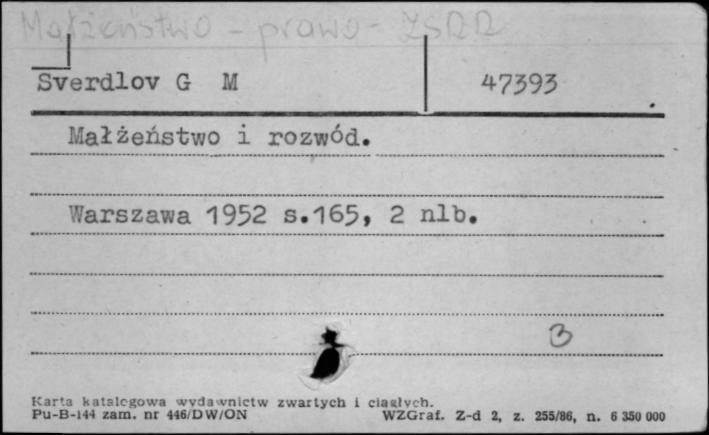 Małżeństwo - prawo - ZSRR
Sverdlov G M 47393
Małżeństwo i rozwód.
Warszawa 1952 s.165, 2 nlb.
3
Karta katalogowa wydawnictw zwartych i ciągłych.
Pu-B-144 zam. nr 446/DW/ON WZGraf. Z-d 2, z. 255/86, n. 6 350 000